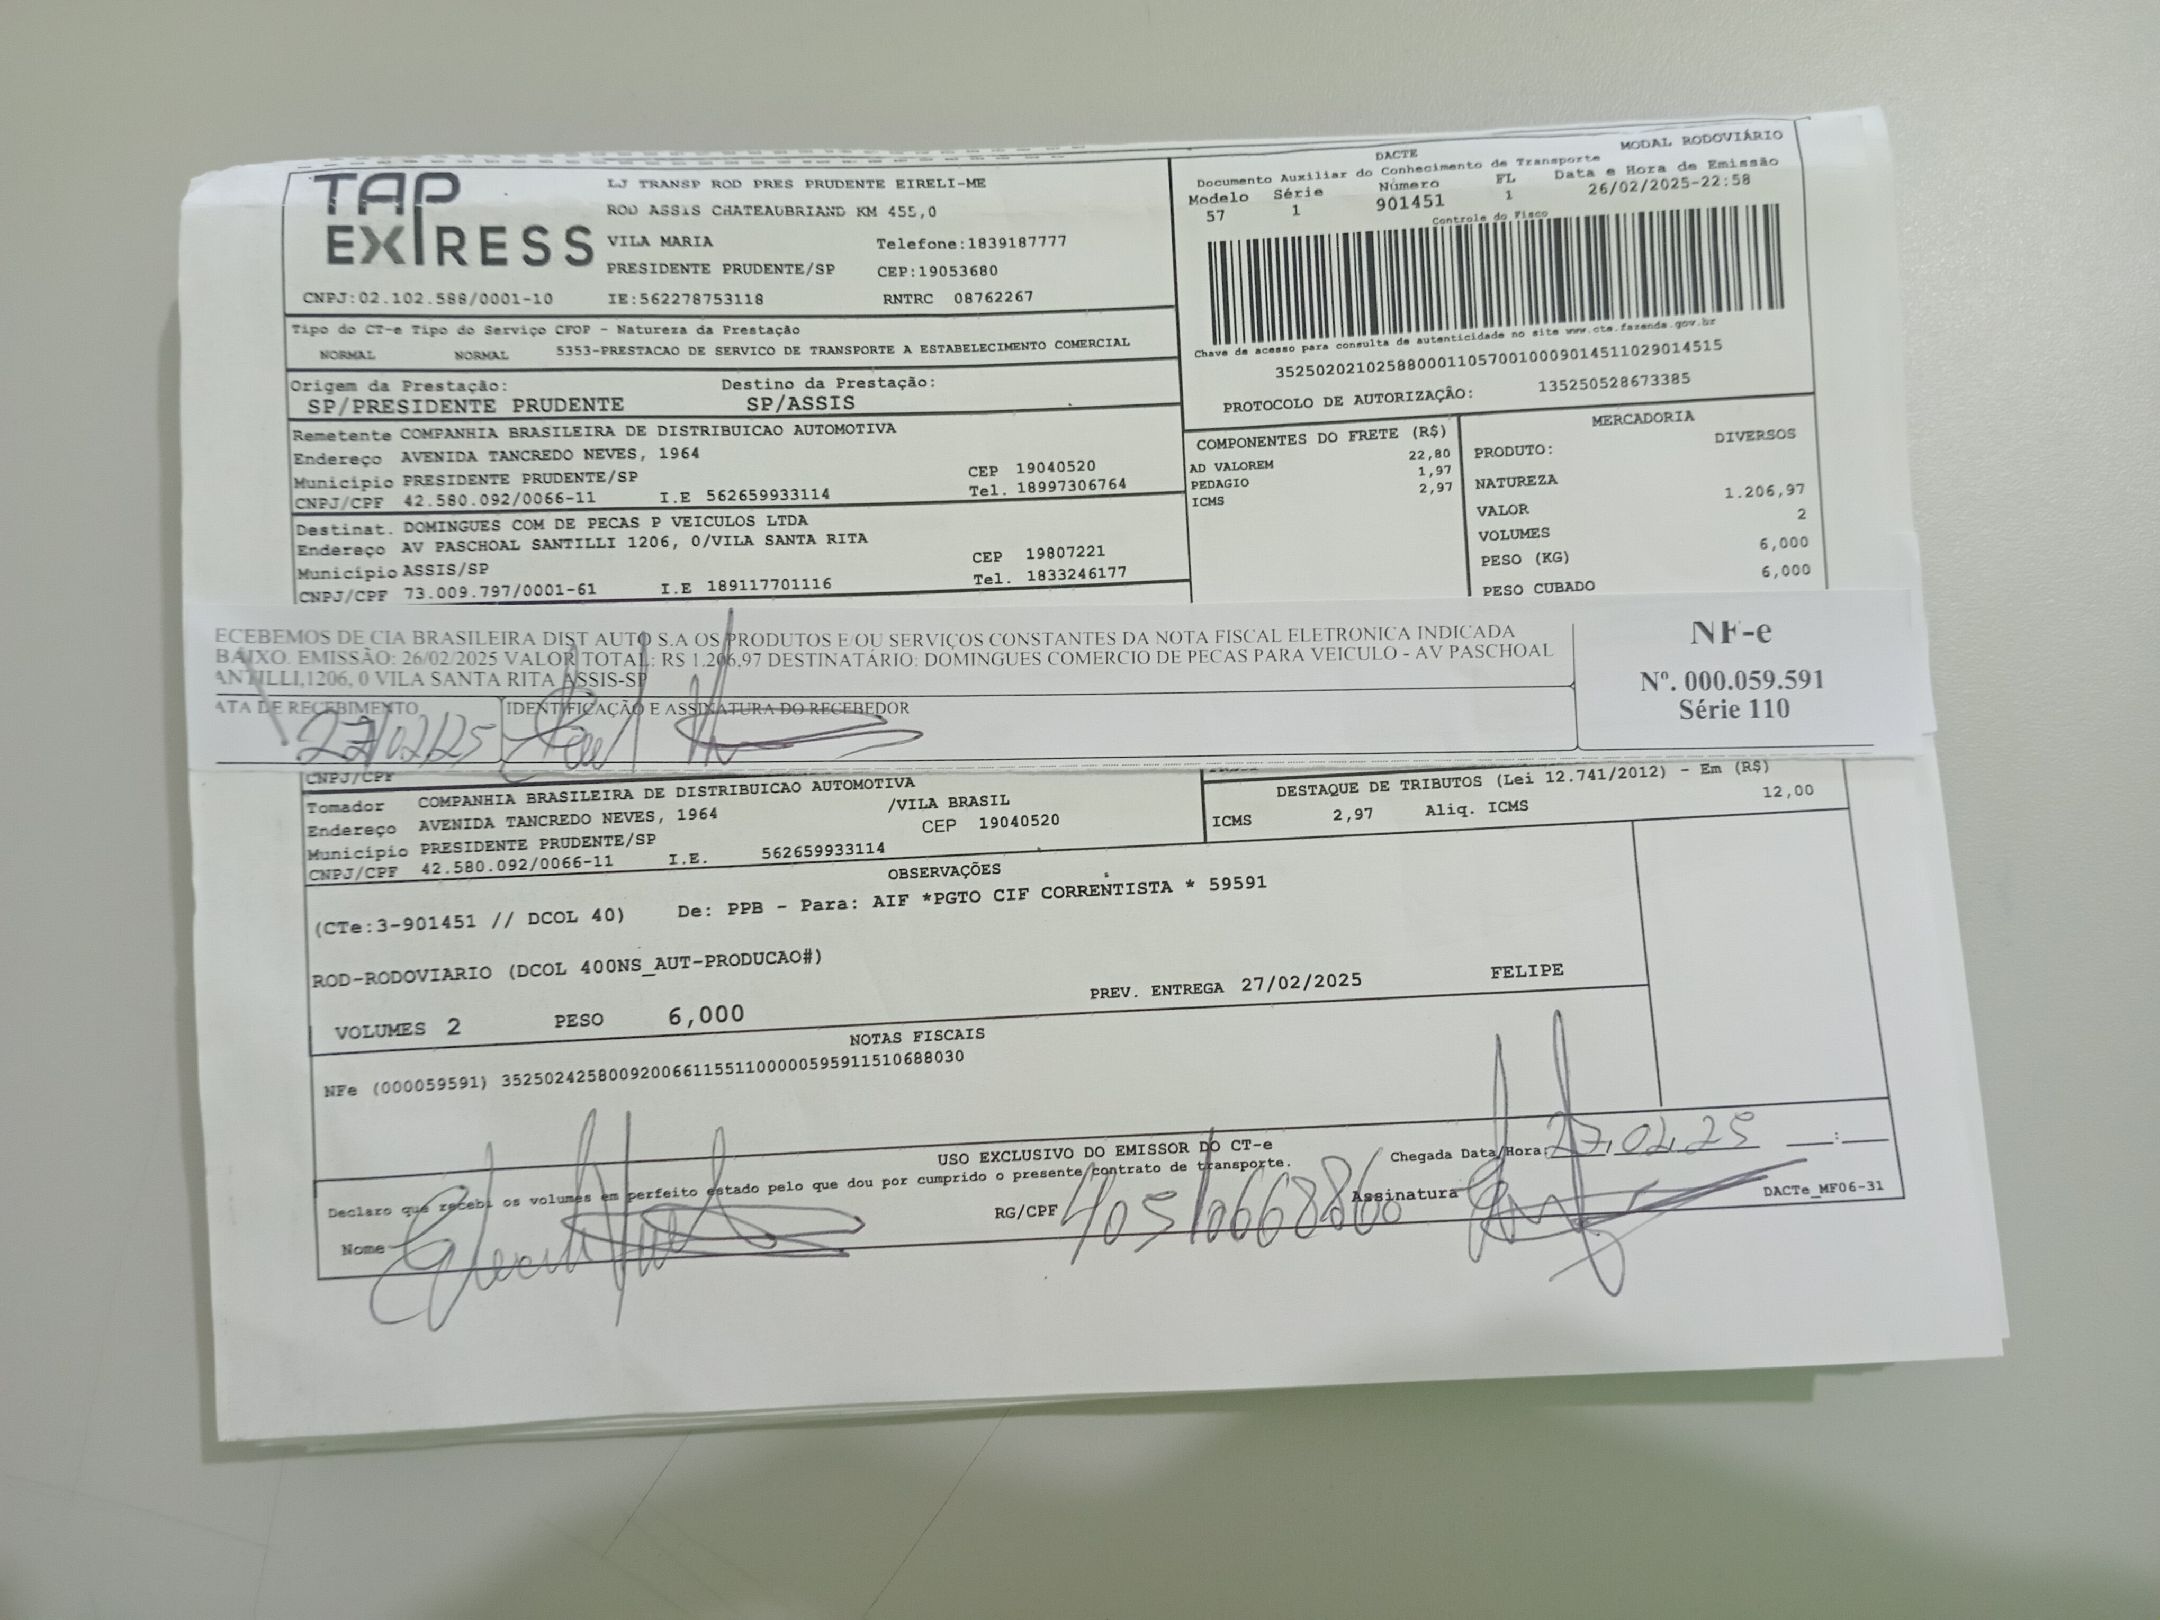 TAP EXPRESS
LJ TRANSP ROD PRES PRUDENTE EIRELI-ME
ROD ASSIS CHATEAUBRIAND KM 455,0
VILA MARIA Telefone:1839187777
PRESIDENTE PRUDENTE/SP CEP:19053680
CNPJ:02.102.588/0001-10 IE:562278753118 RNTRC 08762267
DACTE MODAL RODOVIÁRIO
Documento Auxiliar do Conhecimento de Transporte
Modelo Série Número FL Data e Hora de Emissão
57 1 901451 1 26/02/2025-22:58
Controle do Fisco
Chave de acesso para consulta de autenticidade no site www.cte.fazenda.gov.br
35250202102588000110570010009014511029014515
PROTOCOLO DE AUTORIZAÇÃO: 135250528673385
Tipo do CT-e Tipo do Serviço CFOP - Natureza da Prestação
NORMAL NORMAL 5353-PRESTACAO DE SERVICO DE TRANSPORTE A ESTABELECIMENTO COMERCIAL
Origem da Prestação: Destino da Prestação:
SP/PRESIDENTE PRUDENTE SP/ASSIS
Remetente COMPANHIA BRASILEIRA DE DISTRIBUICAO AUTOMOTIVA
Endereço AVENIDA TANCREDO NEVES, 1964
Município PRESIDENTE PRUDENTE/SP CEP 19040520
CNPJ/CPF 42.580.092/0066-11 I.E 562659933114 Tel. 18997306764
Destinat. DOMINGUES COM DE PECAS P VEICULOS LTDA
Endereço AV PASCHOAL SANTILLI 1206, 0/VILA SANTA RITA
Município ASSIS/SP CEP 19807221
CNPJ/CPF 73.009.797/0001-61 I.E 189117701116 Tel. 1833246177
COMPONENTES DO FRETE (R$)
22,80
AD VALOREM 1,97
PEDAGIO 2,97
ICMS
MERCADORIA
PRODUTO: DIVERSOS
NATUREZA
VALOR 1.206,97
VOLUMES 2
PESO (KG) 6,000
PESO CUBADO 6,000
ECEBEMOS DE CIA BRASILEIRA DIST AUTO S.A OS PRODUTOS E/OU SERVIÇOS CONSTANTES DA NOTA FISCAL ELETRONICA INDICADA
BAIXO. EMISSÃO: 26/02/2025 VALOR TOTAL: R$ 1.206,97 DESTINATÁRIO: DOMINGUES COMERCIO DE PECAS PARA VEICULO - AV PASCHOAL
ANTILLI,1206, 0 VILA SANTA RITA ASSIS-SP
ATA DE RECEBIMENTO IDENTIFICAÇÃO E ASSINATURA DO RECEBEDOR
27/02/25
NF-e
Nº. 000.059.591
Série 110
CNPJ/CPF
Tomador COMPANHIA BRASILEIRA DE DISTRIBUICAO AUTOMOTIVA
Endereço AVENIDA TANCREDO NEVES, 1964 /VILA BRASIL
Município PRESIDENTE PRUDENTE/SP CEP 19040520
CNPJ/CPF 42.580.092/0066-11 I.E. 562659933114
DESTAQUE DE TRIBUTOS (Lei 12.741/2012) - Em (R$)
ICMS 2,97 Aliq. ICMS 12,00
OBSERVAÇÕES
(CTe:3-901451 // DCOL 40) De: PPB - Para: AIF *PGTO CIF CORRENTISTA * 59591
ROD-RODOVIARIO (DCOL 400NS_AUT-PRODUCAO#)
PREV. ENTREGA 27/02/2025 FELIPE
VOLUMES 2 PESO 6,000
NOTAS FISCAIS
NFe (000059591) 35250242580092006611551100000595911510688030
USO EXCLUSIVO DO EMISSOR DO CT-e
Declaro que recebi os volumes em perfeito estado pelo que dou por cumprido o presente contrato de transporte.
Chegada Data/Hora: 27,02,25 __:__
Nome RG/CPF Assinatura
DACTe_MF06-31